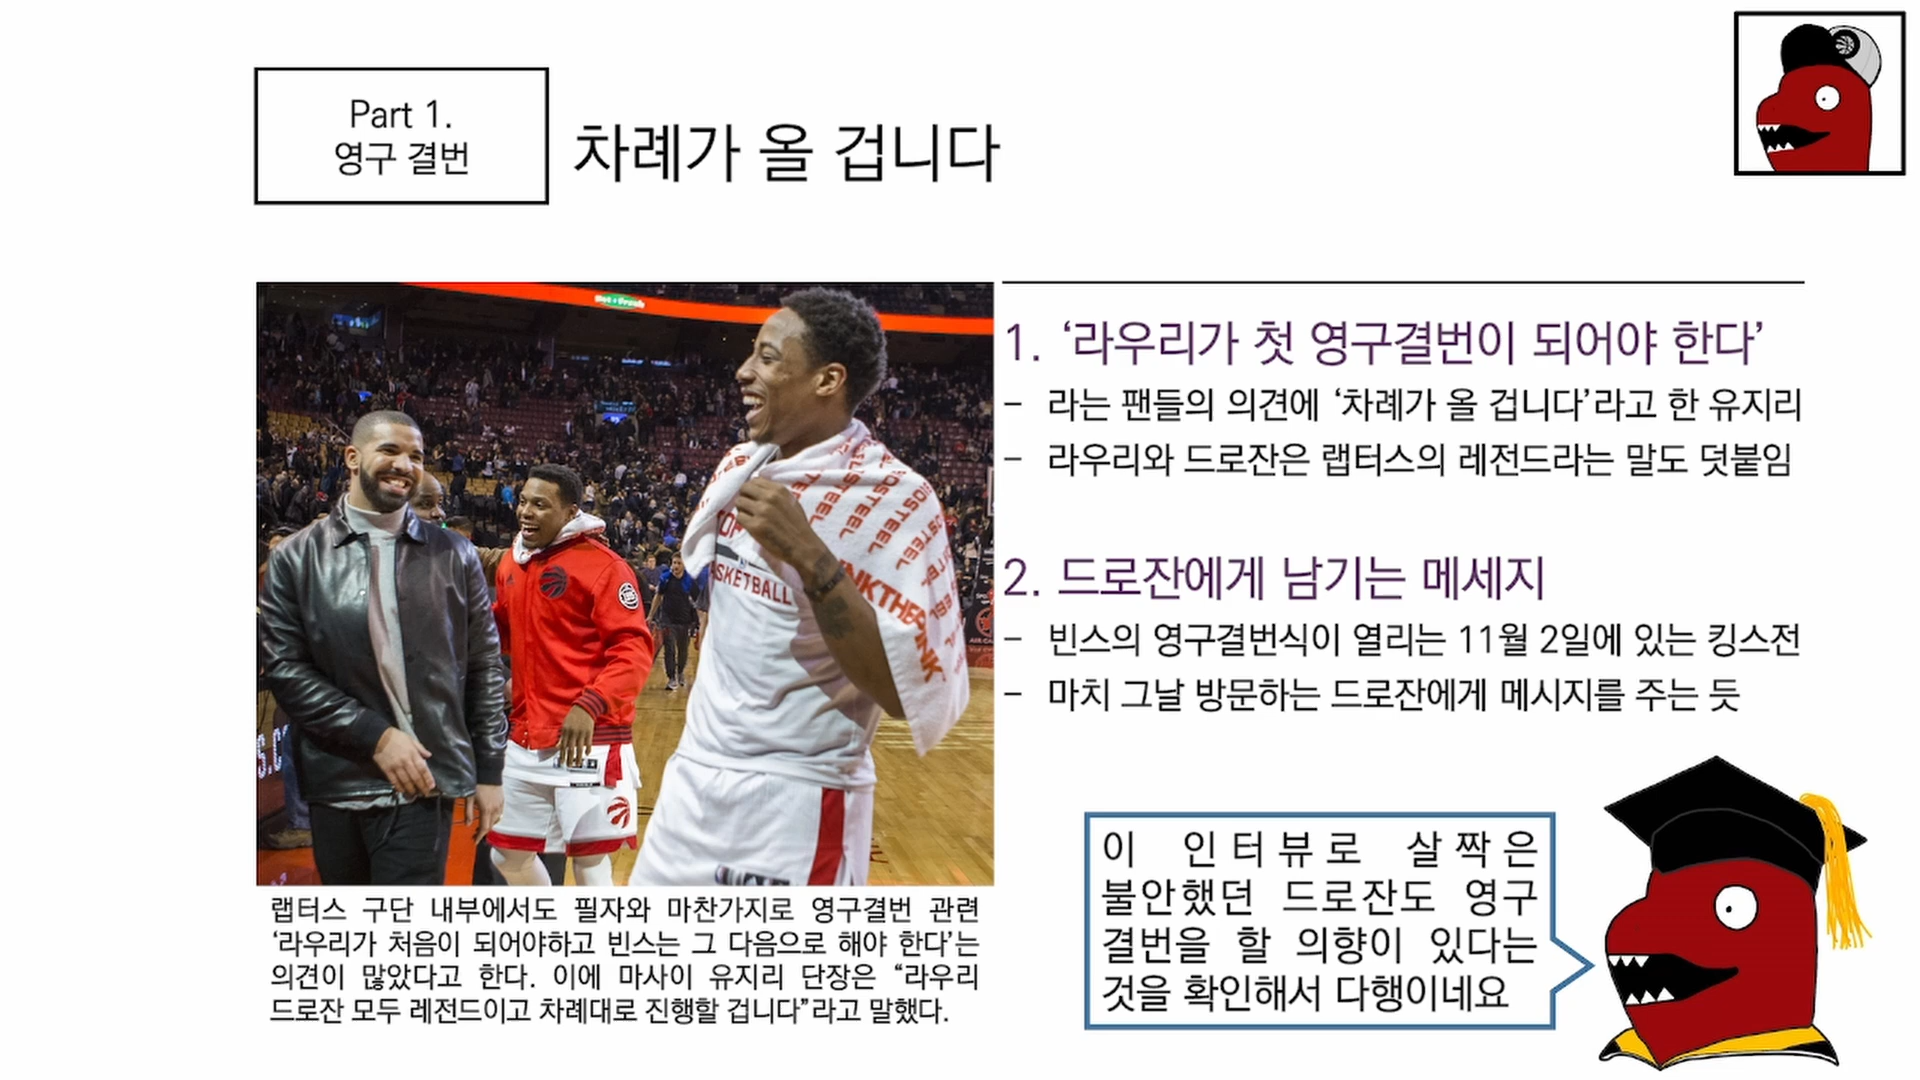 Part 1.
영구 결번
차례가 올 겁니다
1. ‘라우리가 첫 영구결번이 되어야 한다’
- 라는 팬들의 의견에 ‘차례가 올 겁니다’라고 한 유지리
- 라우리와 드로잔은 랩터스의 레전드라는 말도 덧붙임
2. 드로잔에게 남기는 메세지
- 빈스의 영구결번식이 열리는 11월 2일에 있는 킹스전
- 마치 그날 방문하는 드로잔에게 메시지를 주는 듯
랩터스 구단 내부에서도 필자와 마찬가지로 영구결번 관련
‘라우리가 처음이 되어야하고 빈스는 그 다음으로 해야 한다’는
의견이 많았다고 한다. 이에 마사이 유지리 단장은 “라우리
드로잔 모두 레전드이고 차례대로 진행할 겁니다”라고 말했다.
이 인터뷰로 살짝은
불안했던 드로잔도 영구
결번을 할 의향이 있다는
것을 확인해서 다행이네요
BASKETBALL